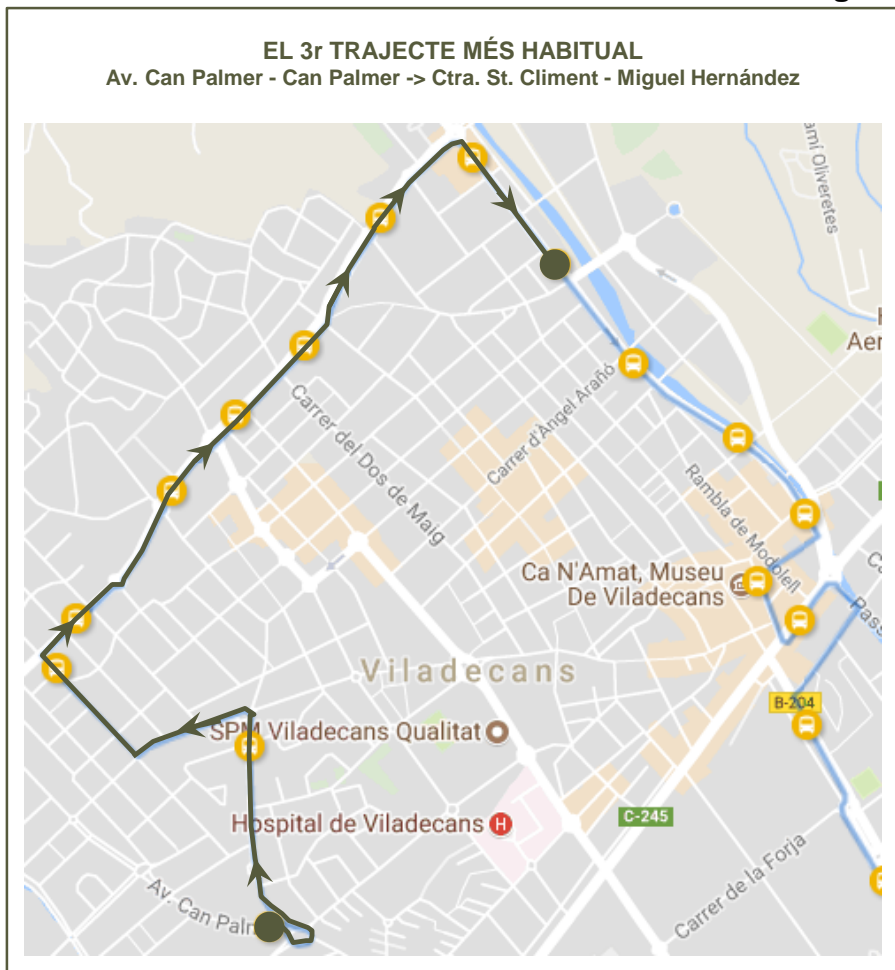 EL 3r TRAJECTE MÉS HABITUAL
Av. Can Palmer - Can Palmer -> Ctra. St. Climent - Miguel Hernández
Oliveretes
Aer
Carrer d'Àngel Arañó
Carrer del Dos de Maig
Rambla de Modolell
Ca N'Amat, Museu
De Viladecans
Pass
Viladecans
B-204
SPM Viladecans Qualitat
C-245
Hospital de Viladecans H
Carrer de la Forja
Av. Can Palm